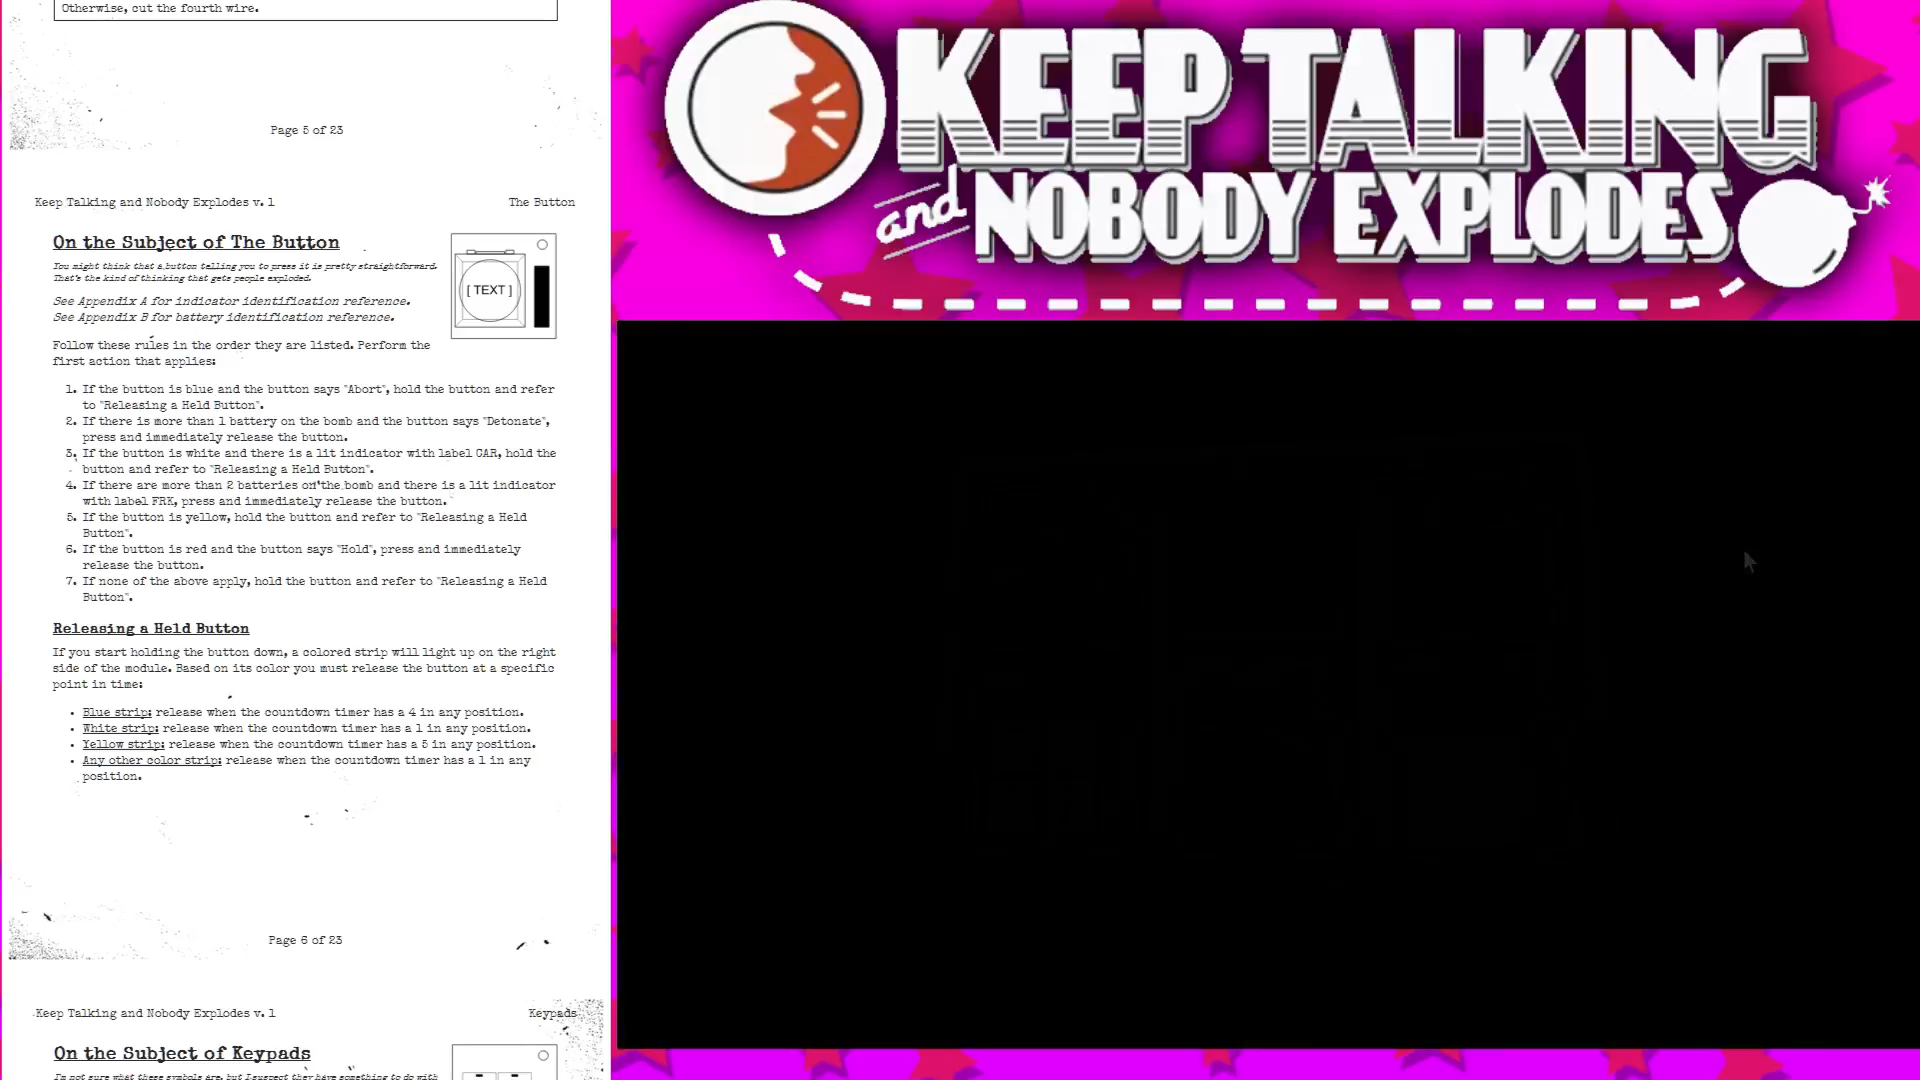 Otherwise, cut the fourth wire.
Page 5 of 23
Keep Talking and Nobody Explodes v. 1
The Button
On the Subject of The Button
You might think that a button telling you to press it is pretty straightforward.
That's the kind of thinking that gets people exploded.
See Appendix A for indicator identification reference.
See Appendix B for battery identification reference.
[ TEXT ]
Follow these rules in the order they are listed. Perform the
first action that applies:
1. If the button is blue and the button says "Abort", hold the button and refer
to "Releasing a Held Button".
2. If there is more than 1 battery on the bomb and the button says "Detonate",
press and immediately release the button.
3. If the button is white and there is a lit indicator with label CAR, hold the
button and refer to "Releasing a Held Button".
4. If there are more than 2 batteries on the bomb and there is a lit indicator
with label FRK, press and immediately release the button.
5. If the button is yellow, hold the button and refer to "Releasing a Held
Button".
6. If the button is red and the button says "Hold", press and immediately
release the button.
7. If none of the above apply, hold the button and refer to "Releasing a Held
Button".
Releasing a Held Button
If you start holding the button down, a colored strip will light up on the right
side of the module. Based on its color you must release the button at a specific
point in time:
• Blue strip: release when the countdown timer has a 4 in any position.
• White strip: release when the countdown timer has a 1 in any position.
• Yellow strip: release when the countdown timer has a 5 in any position.
• Any other color strip: release when the countdown timer has a 1 in any
position.
Page 6 of 23
Keep Talking and Nobody Explodes v. 1
Keypads
On the Subject of Keypads
I'm not sure what these symbols are, but I suspect they have something to do with
KEEP TALKING
and NOBODY EXPLODES